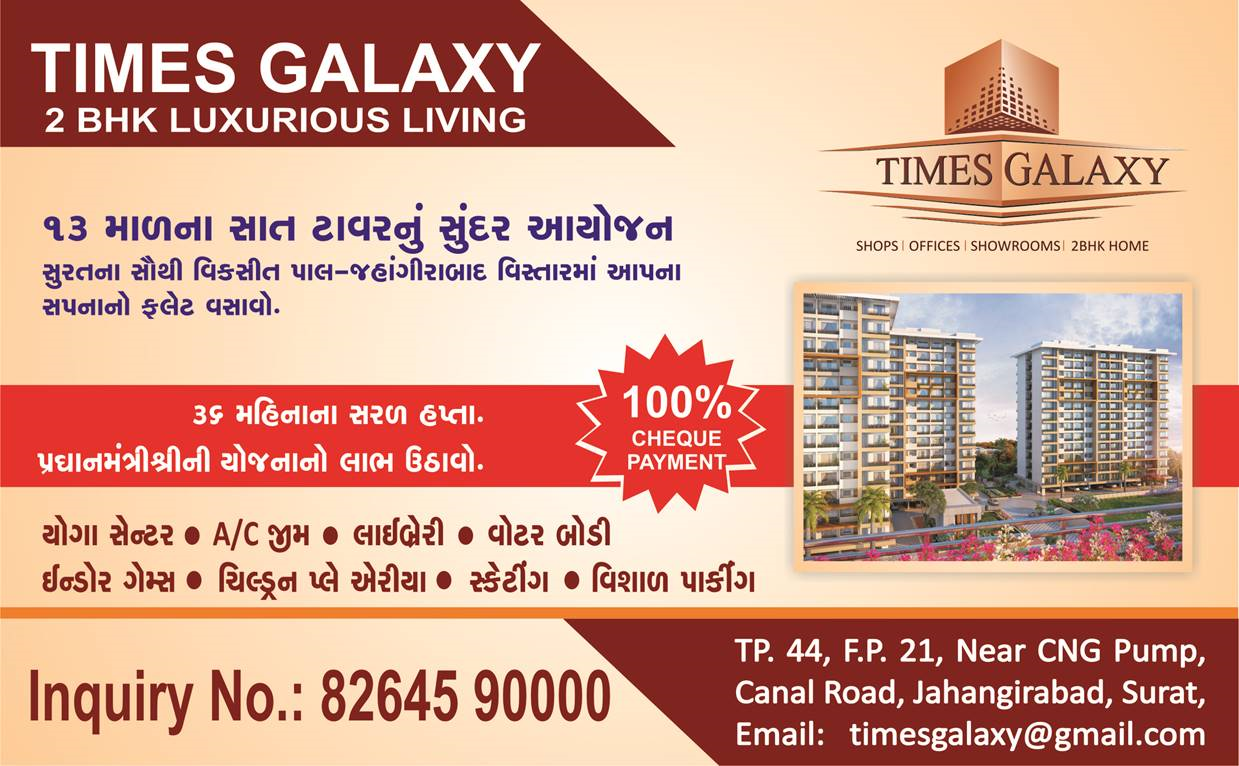 TIMES GALAXY
2 BHK LUXURIOUS LIVING
TIMES GALAXY
SHOPS | OFFICES | SHOWROOMS | 2BHK HOME
૧૩ માળના સાત ટાવરનું સુંદર આયોજન
સુરતના સૌથી વિકસીત પાલ-જહાંગીરાબાદ વિસ્તારમાં આપના
સપનાનો ફલેટ વસાવો.
૩૬ મહિનાના સરળ હપ્તા.
પ્રધાનમંત્રીશ્રીની યોજનાનો લાભ ઉઠાવો.
100%
CHEQUE
PAYMENT
યોગા સેન્ટર ● A/C જીમ ● લાઈબ્રેરી ● વોટર બોડી
ઈન્ડોર ગેમ્સ ● ચિલ્ડ્રન પ્લે એરીયા ● સ્કેટીંગ ● વિશાળ પાર્કીંગ
Inquiry No.: 82645 90000
TP. 44, F.P. 21, Near CNG Pump,
Canal Road, Jahangirabad, Surat,
Email: timesgalaxy@gmail.com